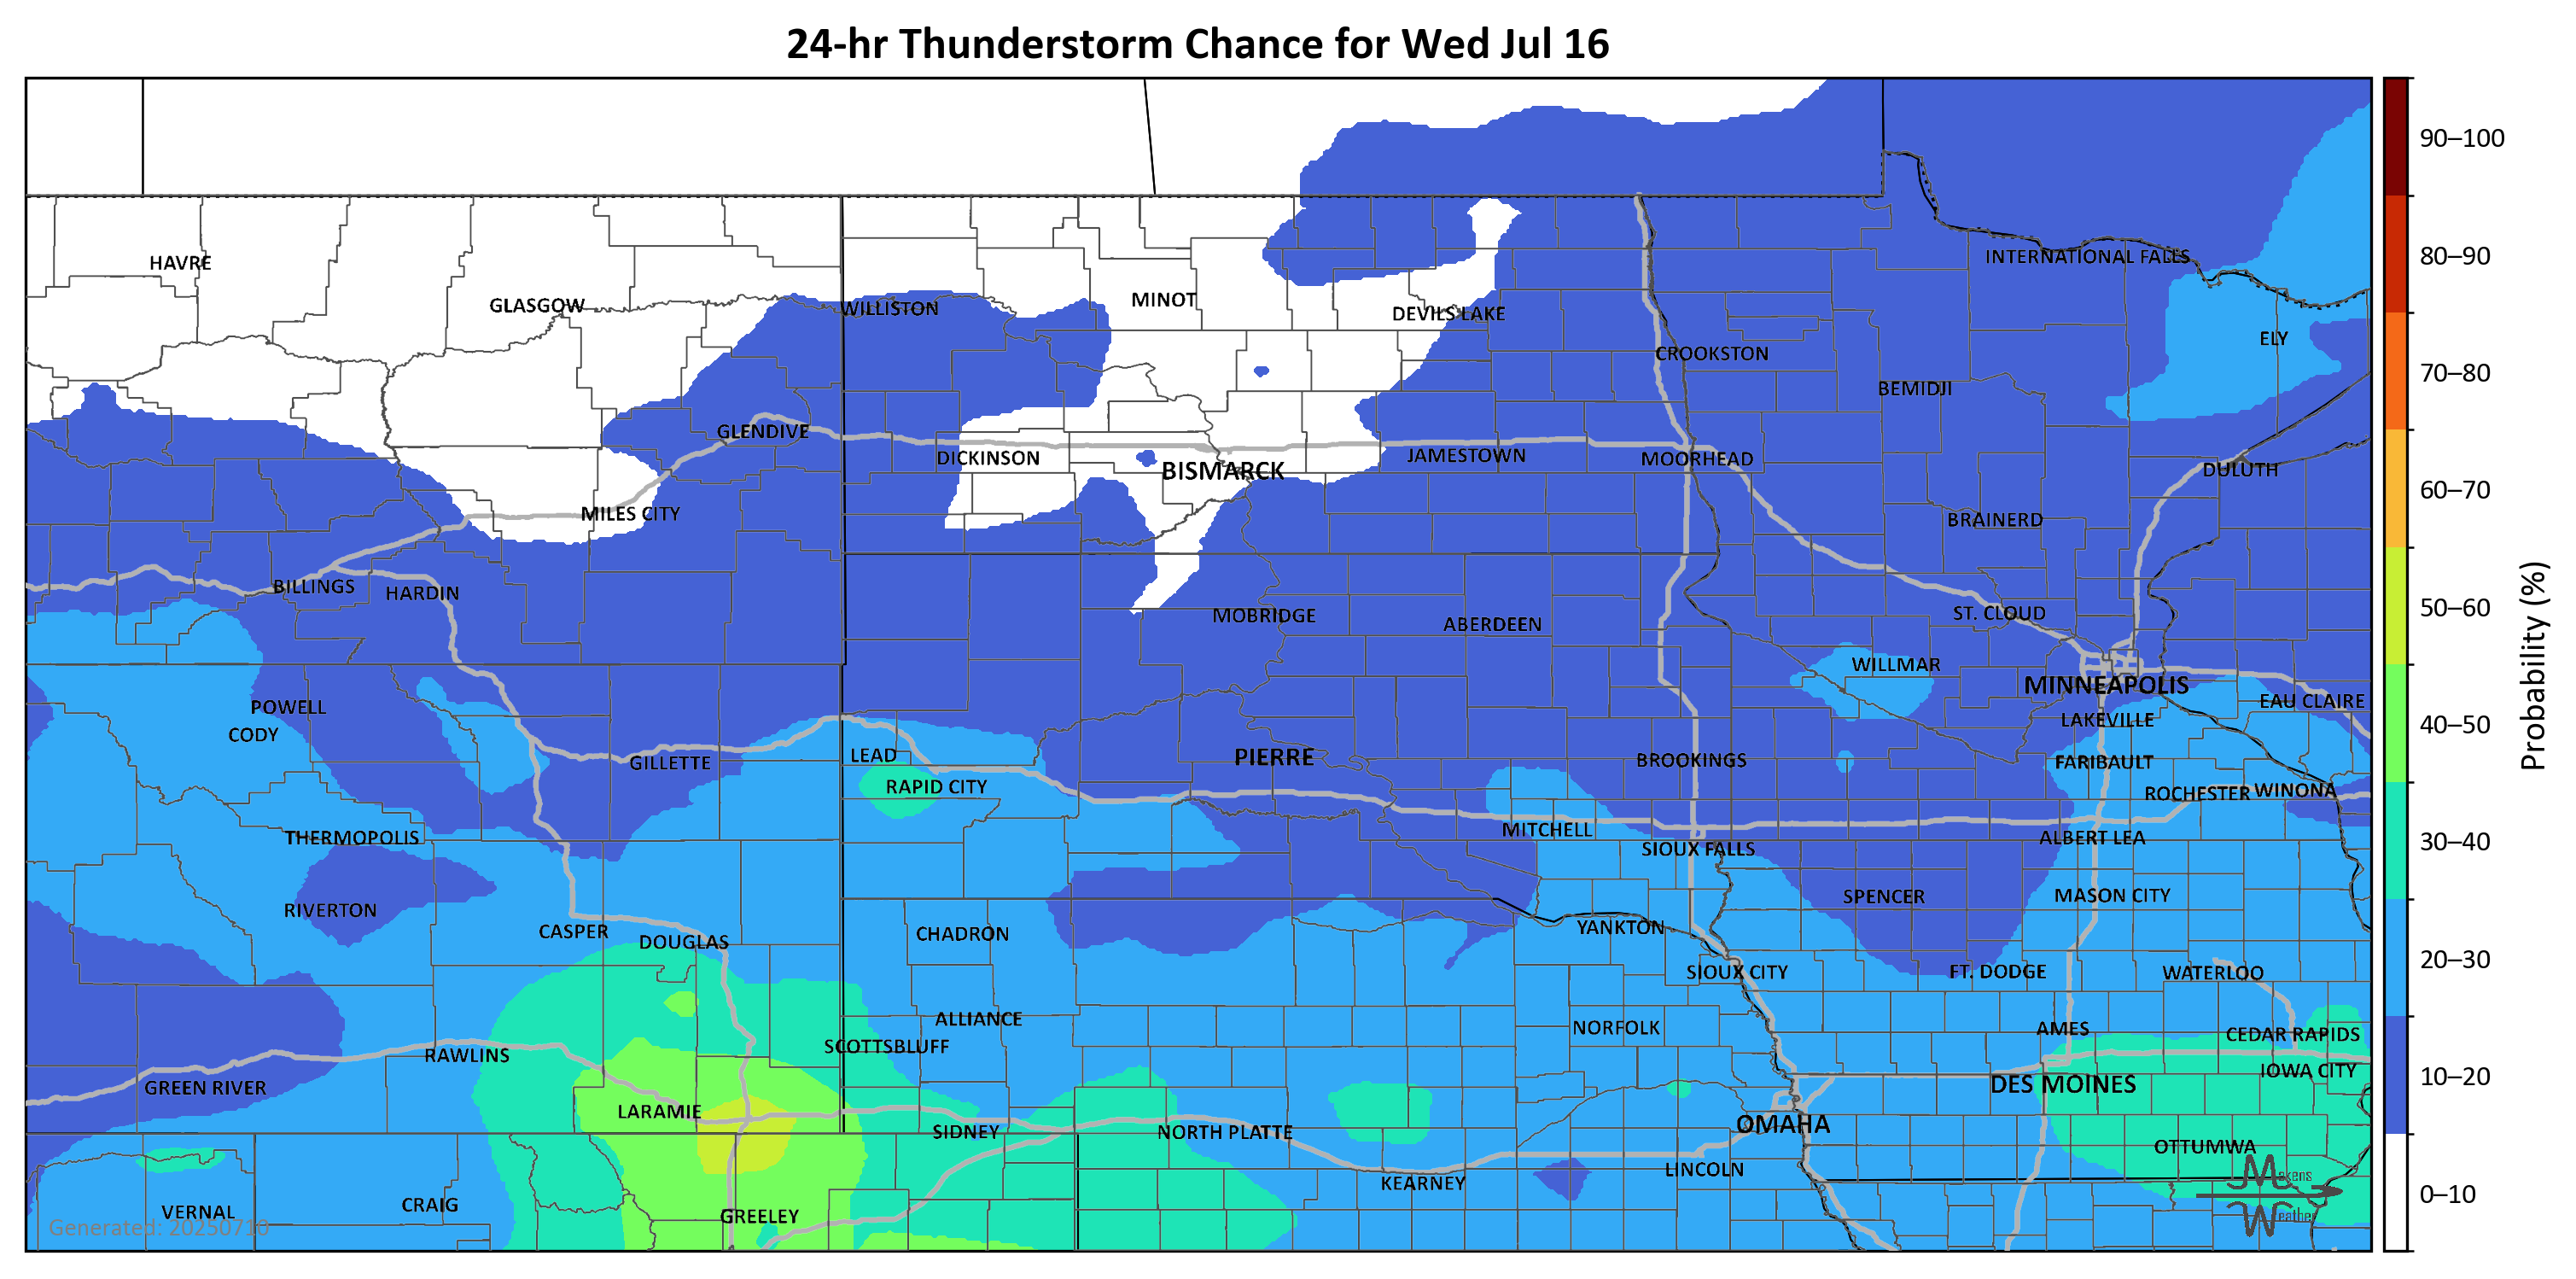 24-hr Thunderstorm Chance for Wed Jul 16
90–100
INTERNATIONAL FALLS
80–90
HAVRE
GLASGOW
WILLISTON
MINOT
DEVILS LAKE
ELY
CROOKSTON
70–80
BEMIDJI
GLENDIVE
DICKINSON
BISMARCK
JAMESTOWN
MOORHEAD
DULUTH
60–70
MILES CITY
BRAINERD
BILLINGS
HARDIN
MOBRIDGE
ABERDEEN
ST. CLOUD
50–60
WILLMAR
MINNEAPOLIS
EAU CLAIRE
POWELL
LAKEVILLE
40–50
CODY
LEAD
PIERRE
GILLETTE
BROOKINGS
FARIBAULT
RAPID CITY
ROCHESTER
WINONA
Probability (%)
THERMOPOLIS
MITCHELL
ALBERT LEA
30–40
SIOUX FALLS
SPENCER
MASON CITY
RIVERTON
CASPER
DOUGLAS
CHADRON
YANKTON
SIOUX CITY
FT. DODGE
WATERLOO
20–30
ALLIANCE
NORFOLK
AMES
CEDAR RAPIDS
RAWLINS
SCOTTSBLUFF
IOWA CITY
10–20
GREEN RIVER
DES MOINES
LARAMIE
OMAHA
SIDNEY
NORTH PLATTE
OTTUMWA
LINCOLN
KEARNEY
Makens
Weather
0–10
VERNAL
CRAIG
GREELEY
Generated: 20250710